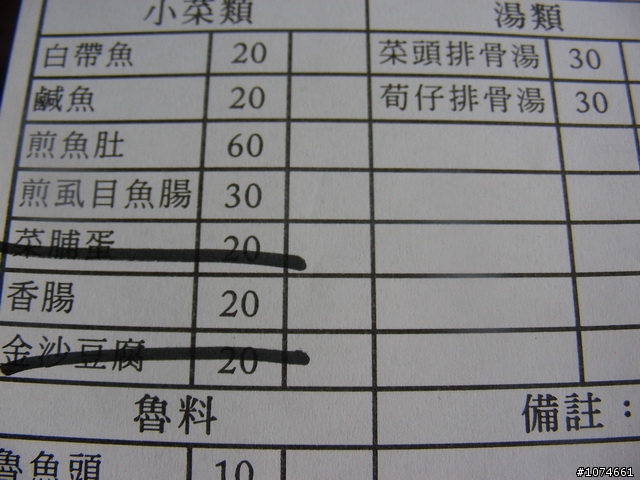 小菜類 湯類
白帶魚 20 菜頭排骨湯 30
鹹魚 20 荀仔排骨湯 30
煎魚肚 60
煎虱目魚腸 30
菜脯蛋 20
香腸 20
金沙豆腐 20
魯料 備註：
魯魚頭 10
#1074661